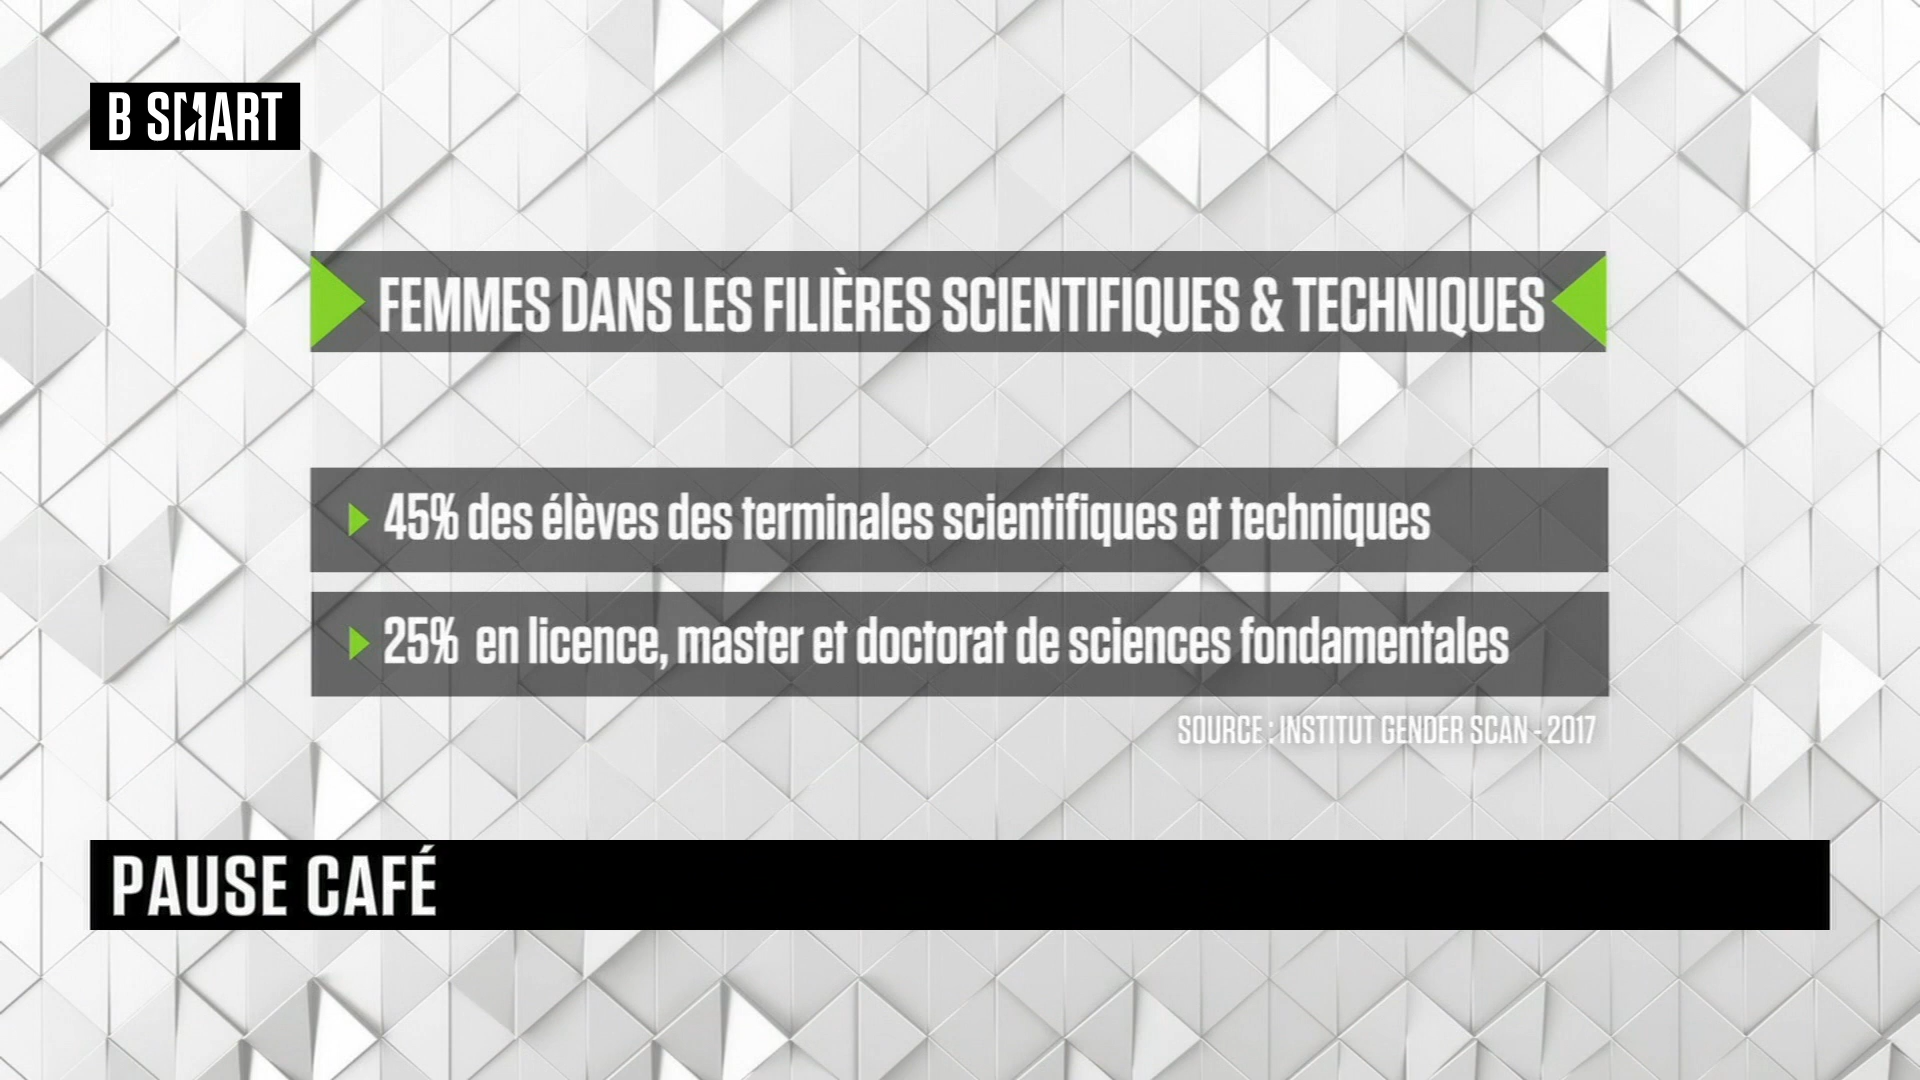 B SMART
FEMMES DANS LES FILIÈRES SCIENTIFIQUES & TECHNIQUES
45% des élèves des terminales scientifiques et techniques
25% en licence, master et doctorat de sciences fondamentales
SOURCE : INSTITUT GENDER SCAN - 2017
PAUSE CAFÉ